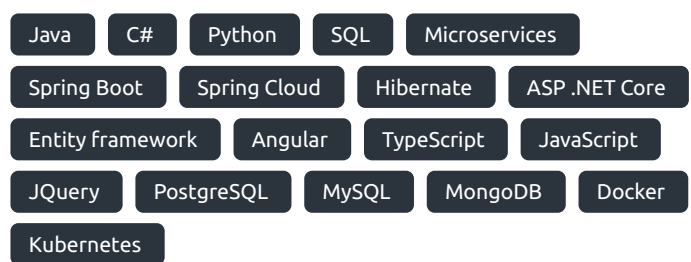 Java C# Python SQL Microservices
Spring Boot Spring Cloud Hibernate ASP .NET Core
Entity framework Angular TypeScript JavaScript
JQuery PostgreSQL MySQL MongoDB Docker
Kubernetes